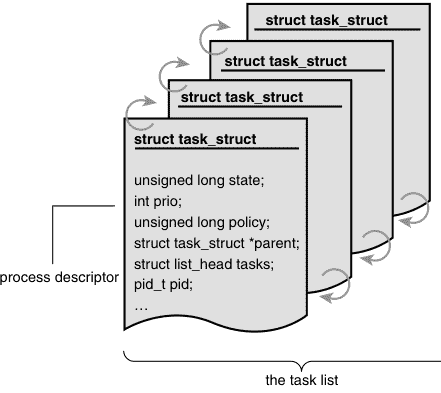 struct task_struct
struct task_struct
struct task_struct
struct task_struct
unsigned long state;
int prio;
unsigned long policy;
struct task_struct *parent;
struct list_head tasks;
pid_t pid;
...
process descriptor
the task list